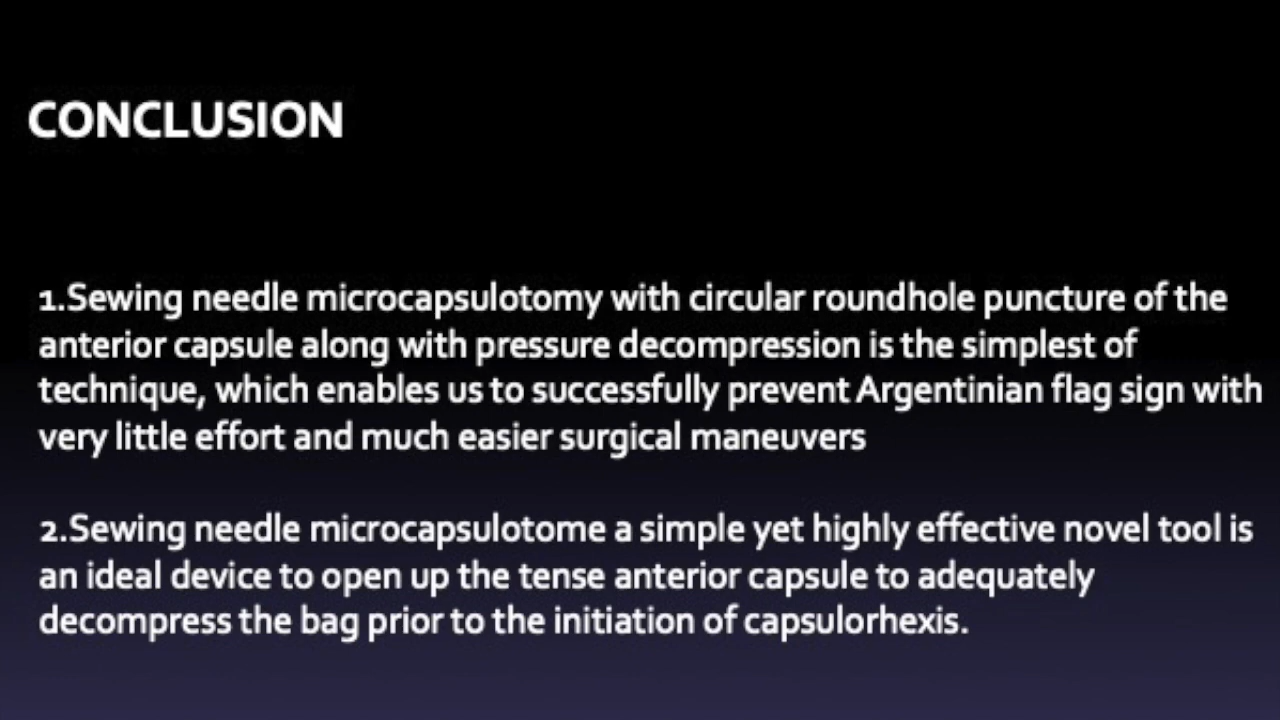 CONCLUSION
1.Sewing needle microcapsulotomy with circular roundhole puncture of the
anterior capsule along with pressure decompression is the simplest of
technique, which enables us to successfully prevent Argentinian flag sign with
very little effort and much easier surgical maneuvers
2.Sewing needle microcapsulotome a simple yet highly effective novel tool is
an ideal device to open up the tense anterior capsule to adequately
decompress the bag prior to the initiation of capsulorhexis.